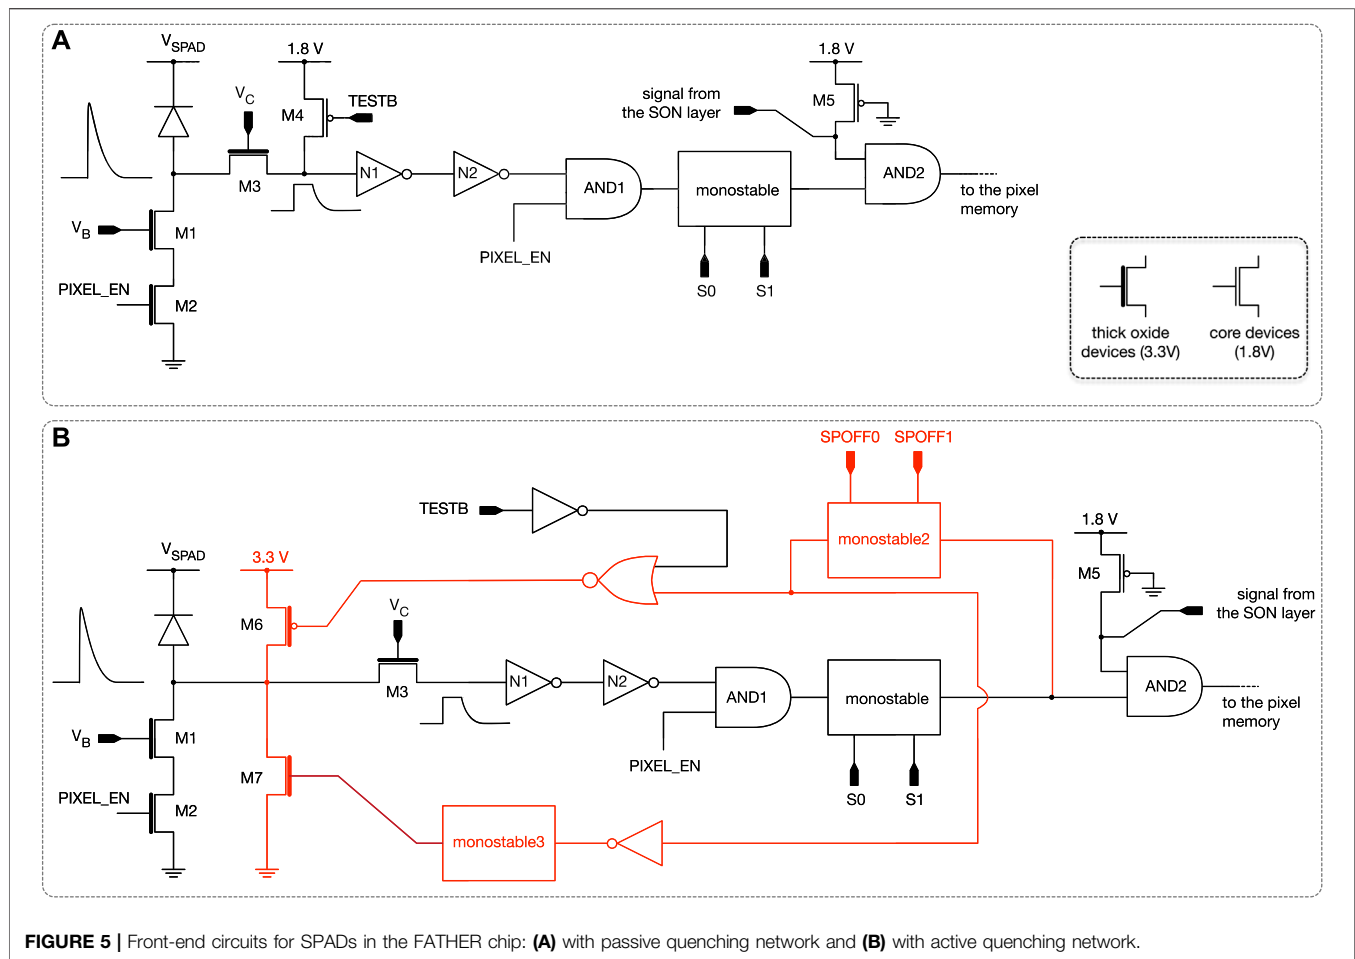 A
VSPAD
1.8 V
1.8 V
VC
M4
TESTB
signal from
the SON layer
M5
M3
N1
N2
AND1
monostable
AND2
to the pixel
memory
VB
M1
PIXEL_EN
S0
S1
PIXEL_EN
M2
thick oxide
devices (3.3V)
core devices
(1.8V)
B
SPOFF0
SPOFF1
TESTB
monostable2
1.8 V
VSPAD
3.3 V
M5
signal from
the SON layer
VC
M6
M3
N1
N2
AND1
monostable
AND2
to the pixel
memory
VB
M1
PIXEL_EN
M7
S0
S1
PIXEL_EN
M2
monostable3
FIGURE 5 | Front-end circuits for SPADs in the FATHER chip: (A) with passive quenching network and (B) with active quenching network.